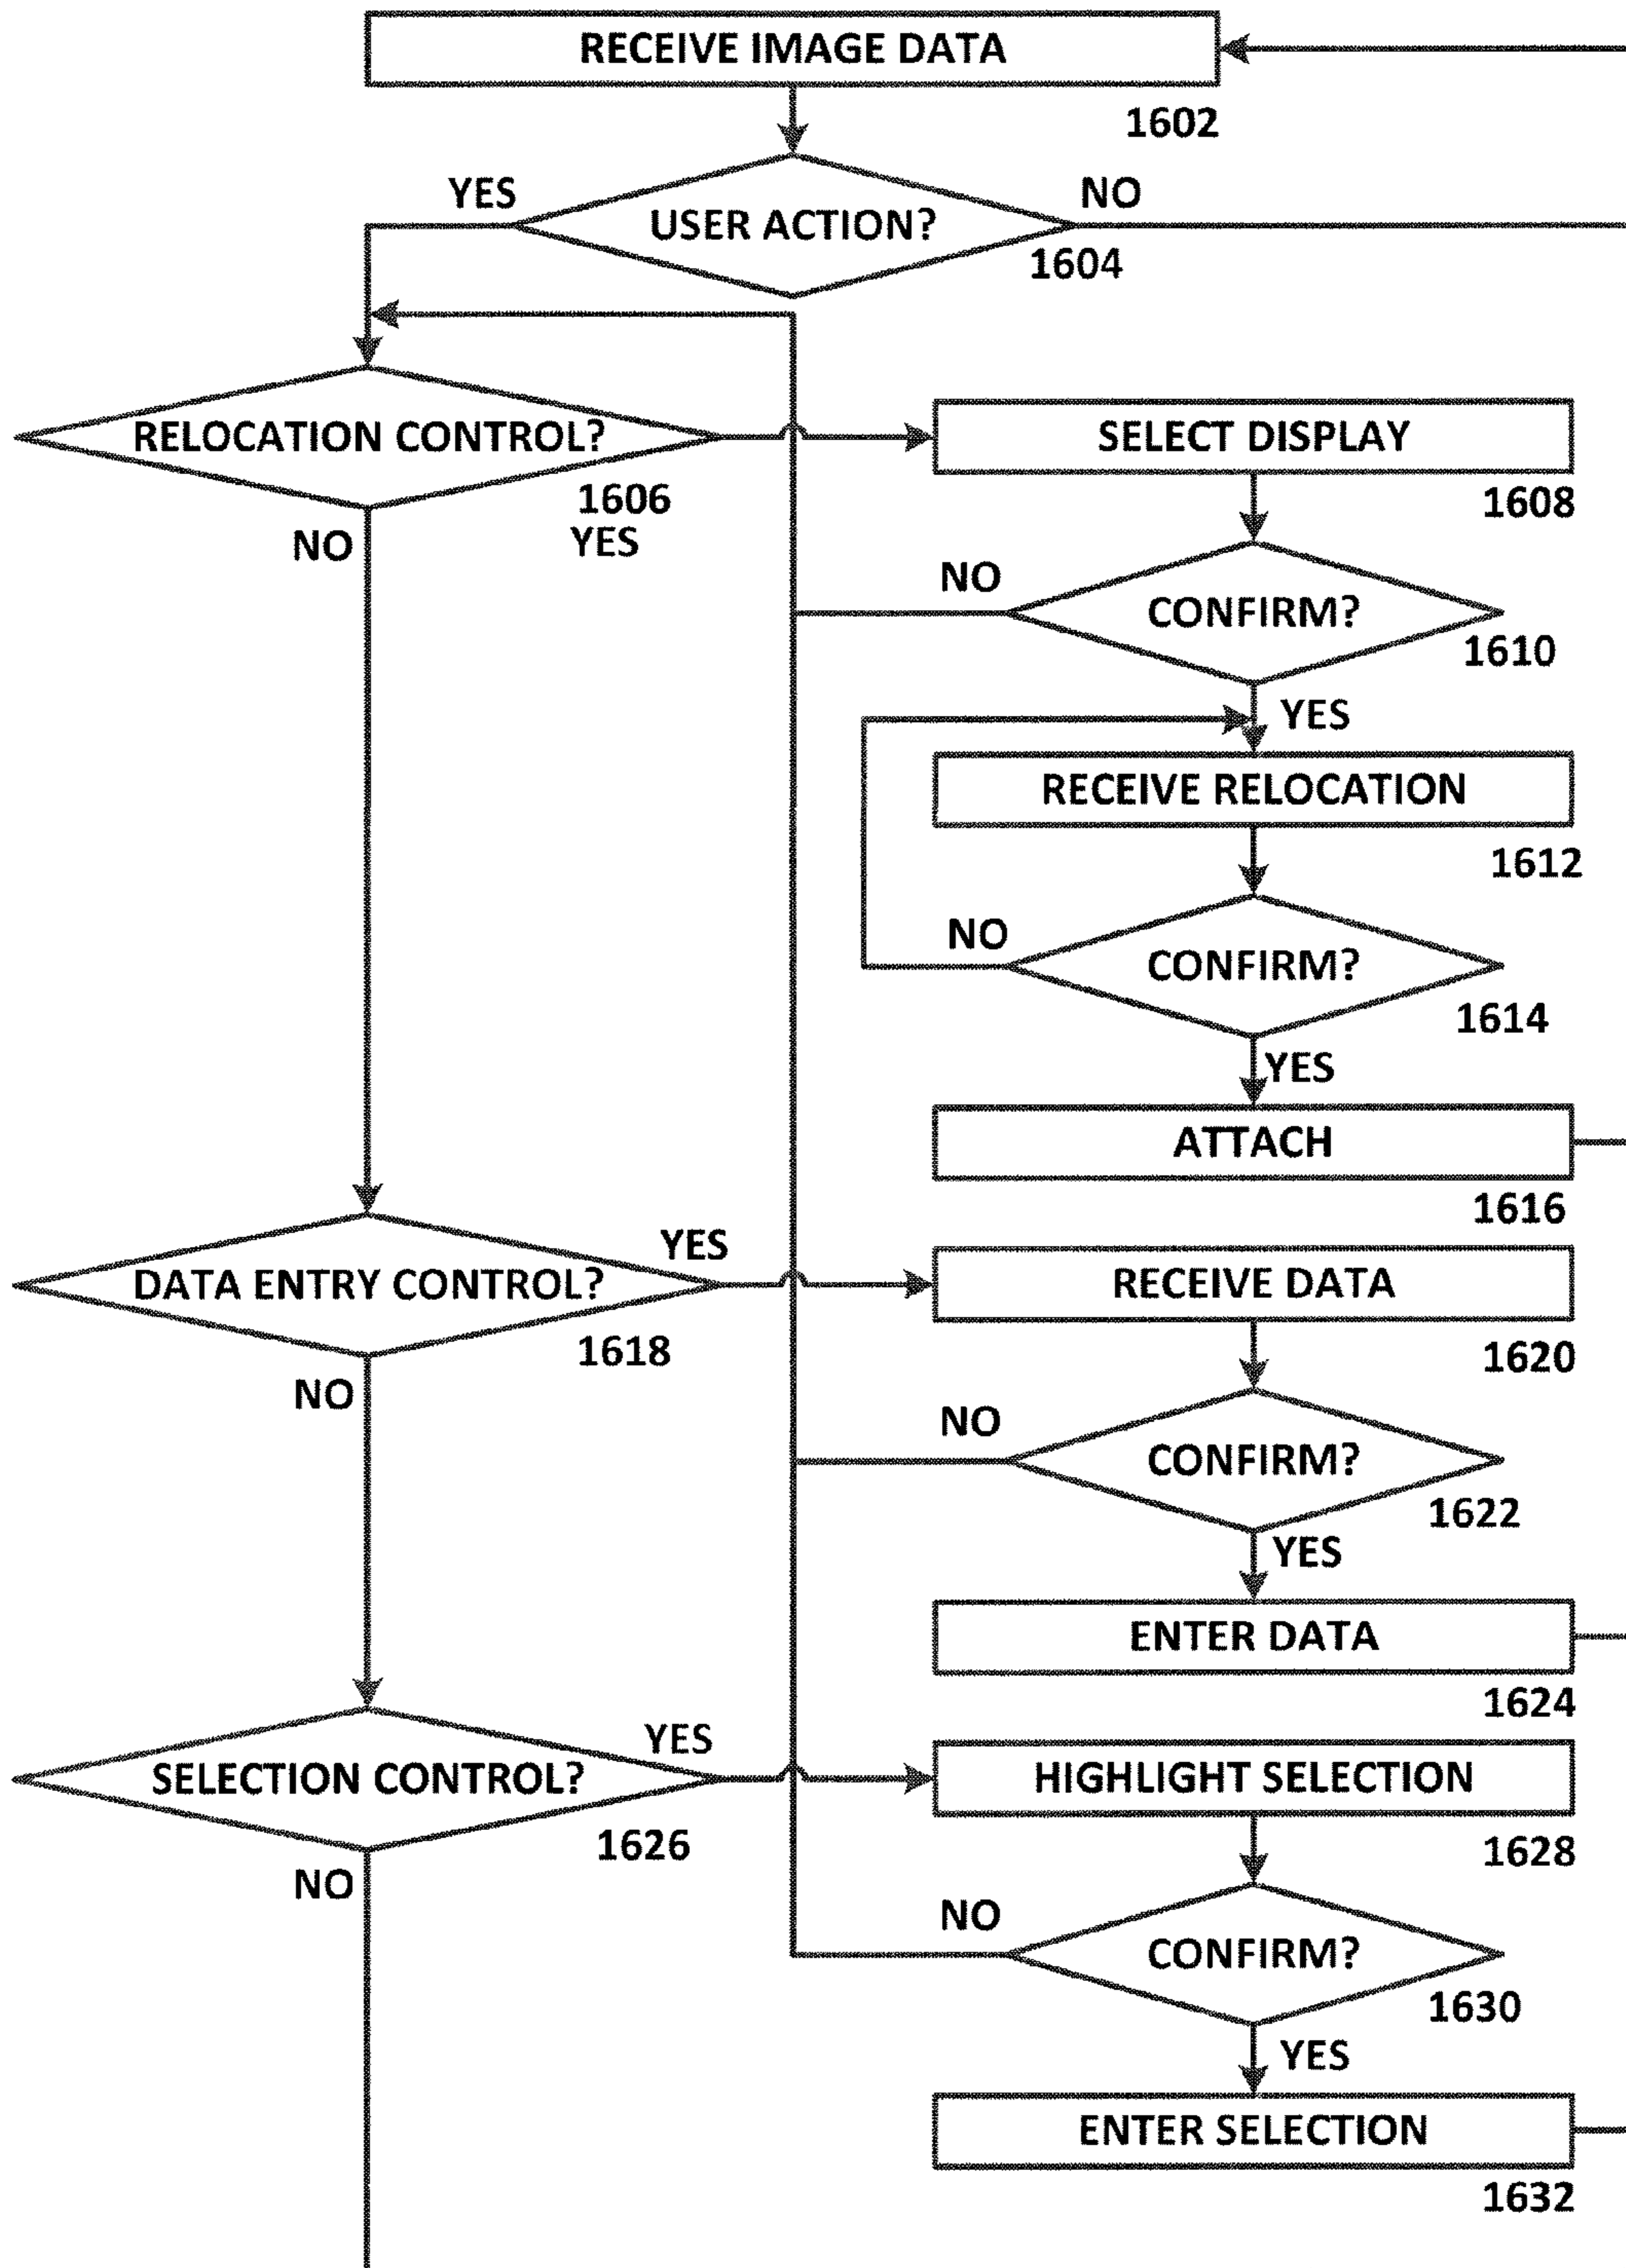 RECEIVE IMAGE DATA
1602
YES
NO
USER ACTION?
1604
RELOCATION CONTROL?
1606
YES
NO
SELECT DISPLAY
1608
NO
CONFIRM?
1610
YES
RECEIVE RELOCATION
1612
NO
CONFIRM?
1614
YES
ATTACH
1616
DATA ENTRY CONTROL?
YES
1618
NO
RECEIVE DATA
1620
NO
CONFIRM?
1622
YES
ENTER DATA
1624
SELECTION CONTROL?
YES
1626
NO
HIGHLIGHT SELECTION
1628
NO
CONFIRM?
1630
YES
ENTER SELECTION
1632